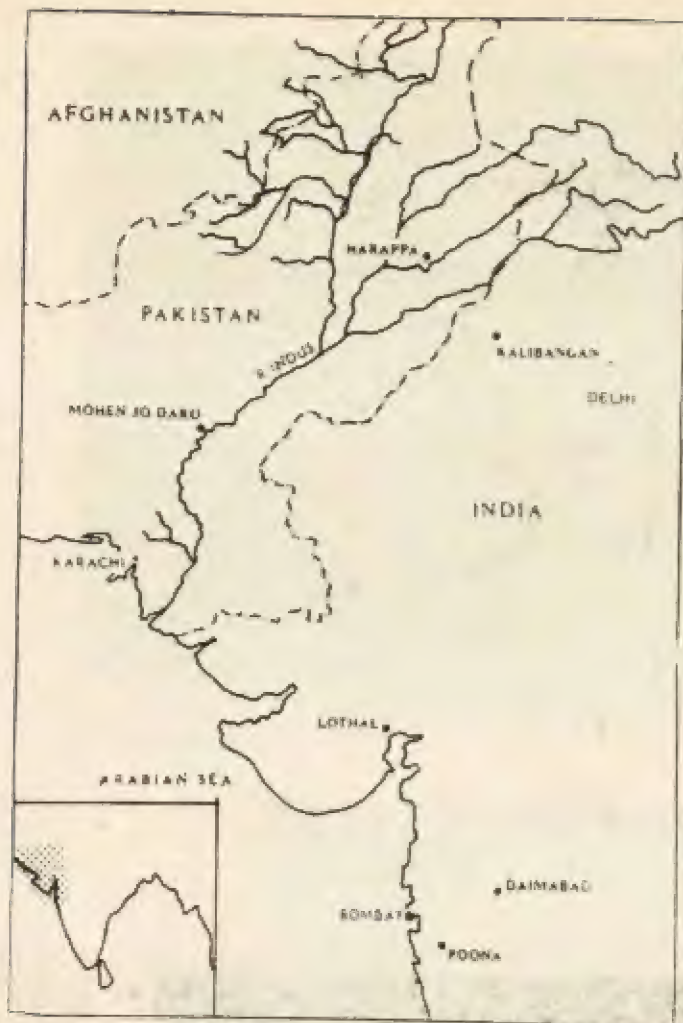 AFGHANISTAN
HARAPPA
PAKISTAN
R. INDUS
KALIBANGAN
DELHI
MOHEN JO DARO
INDIA
KARACHI
LOTHAL
ARABIAN SEA
DAIMABAD
BOMBAY
POONA